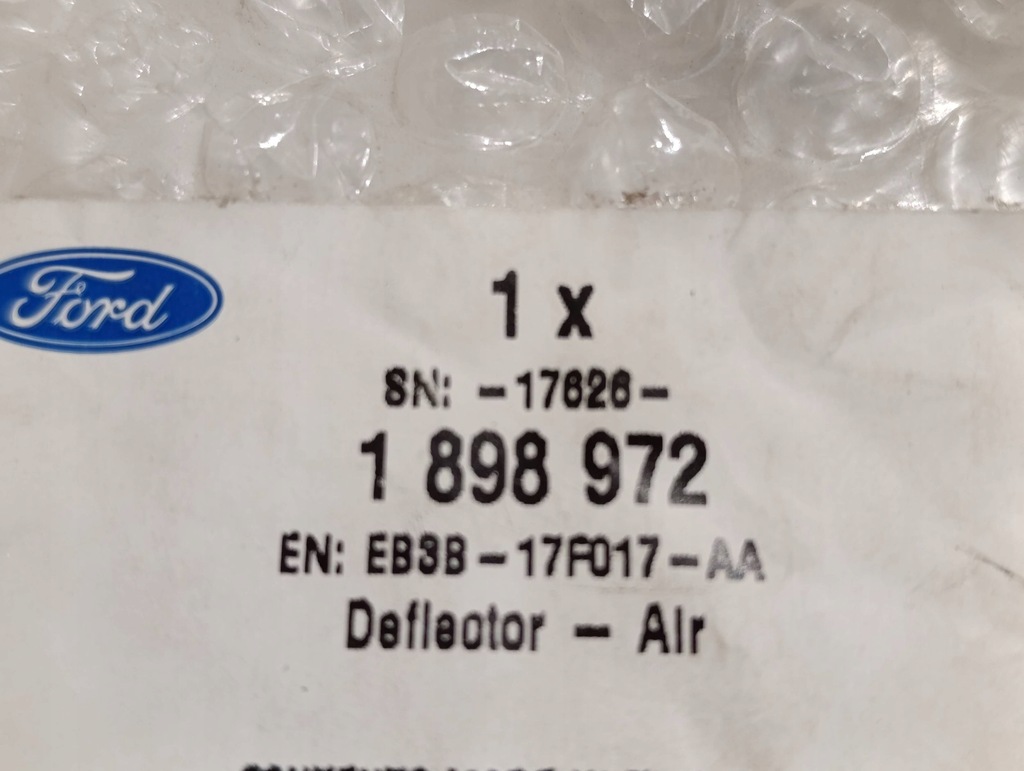 Ford
1 x
SN: -17626-
1 898 972
EN: EB3B-17F017-AA
Deflector - Air